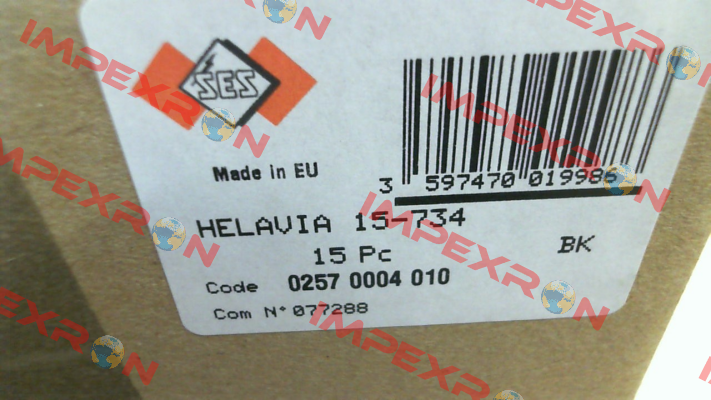 SES
Made in EU
3 597470 019986
HELAVIA 15-734
15 Pc
BK
Code 0257 0004 010
Com N° 077288
IMPEXRON
IMPEXRON
IMPEXRON
IMPEXRON
IMPEXRON